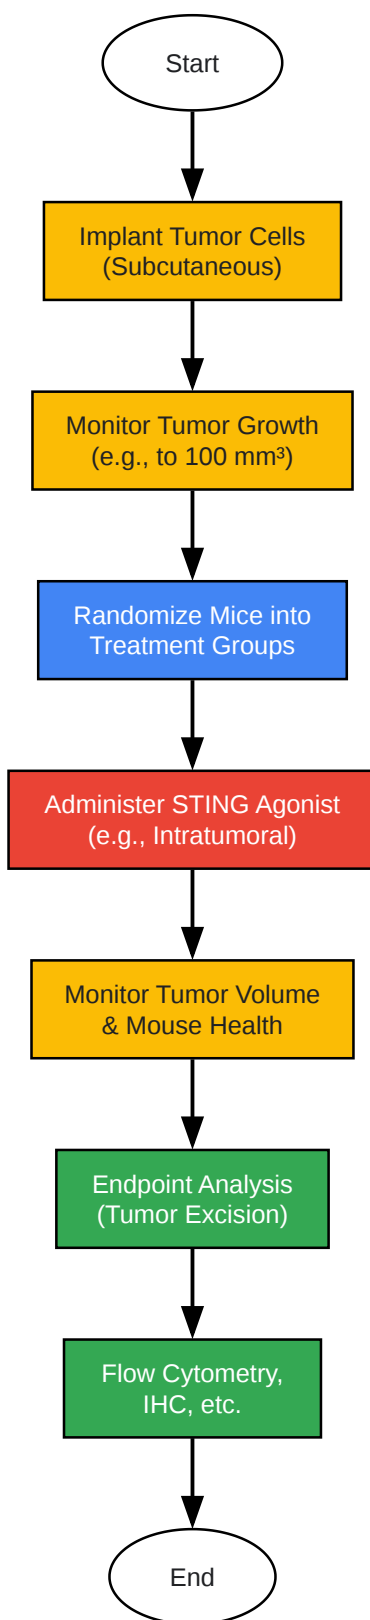 Start
Implant Tumor Cells
(Subcutaneous)
Monitor Tumor Growth
(e.g., to 100 mm³)
Randomize Mice into
Treatment Groups
Administer STING Agonist
(e.g., Intratumoral)
Monitor Tumor Volume
& Mouse Health
Endpoint Analysis
(Tumor Excision)
Flow Cytometry,
IHC, etc.
End